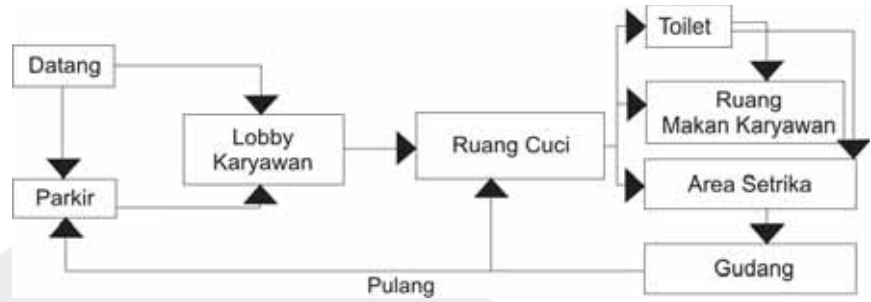 Datang
Parkir
Lobby
Karyawan
Ruang Cuci
Toilet
Ruang
Makan Karyawan
Area Setrika
Gudang
Pulang